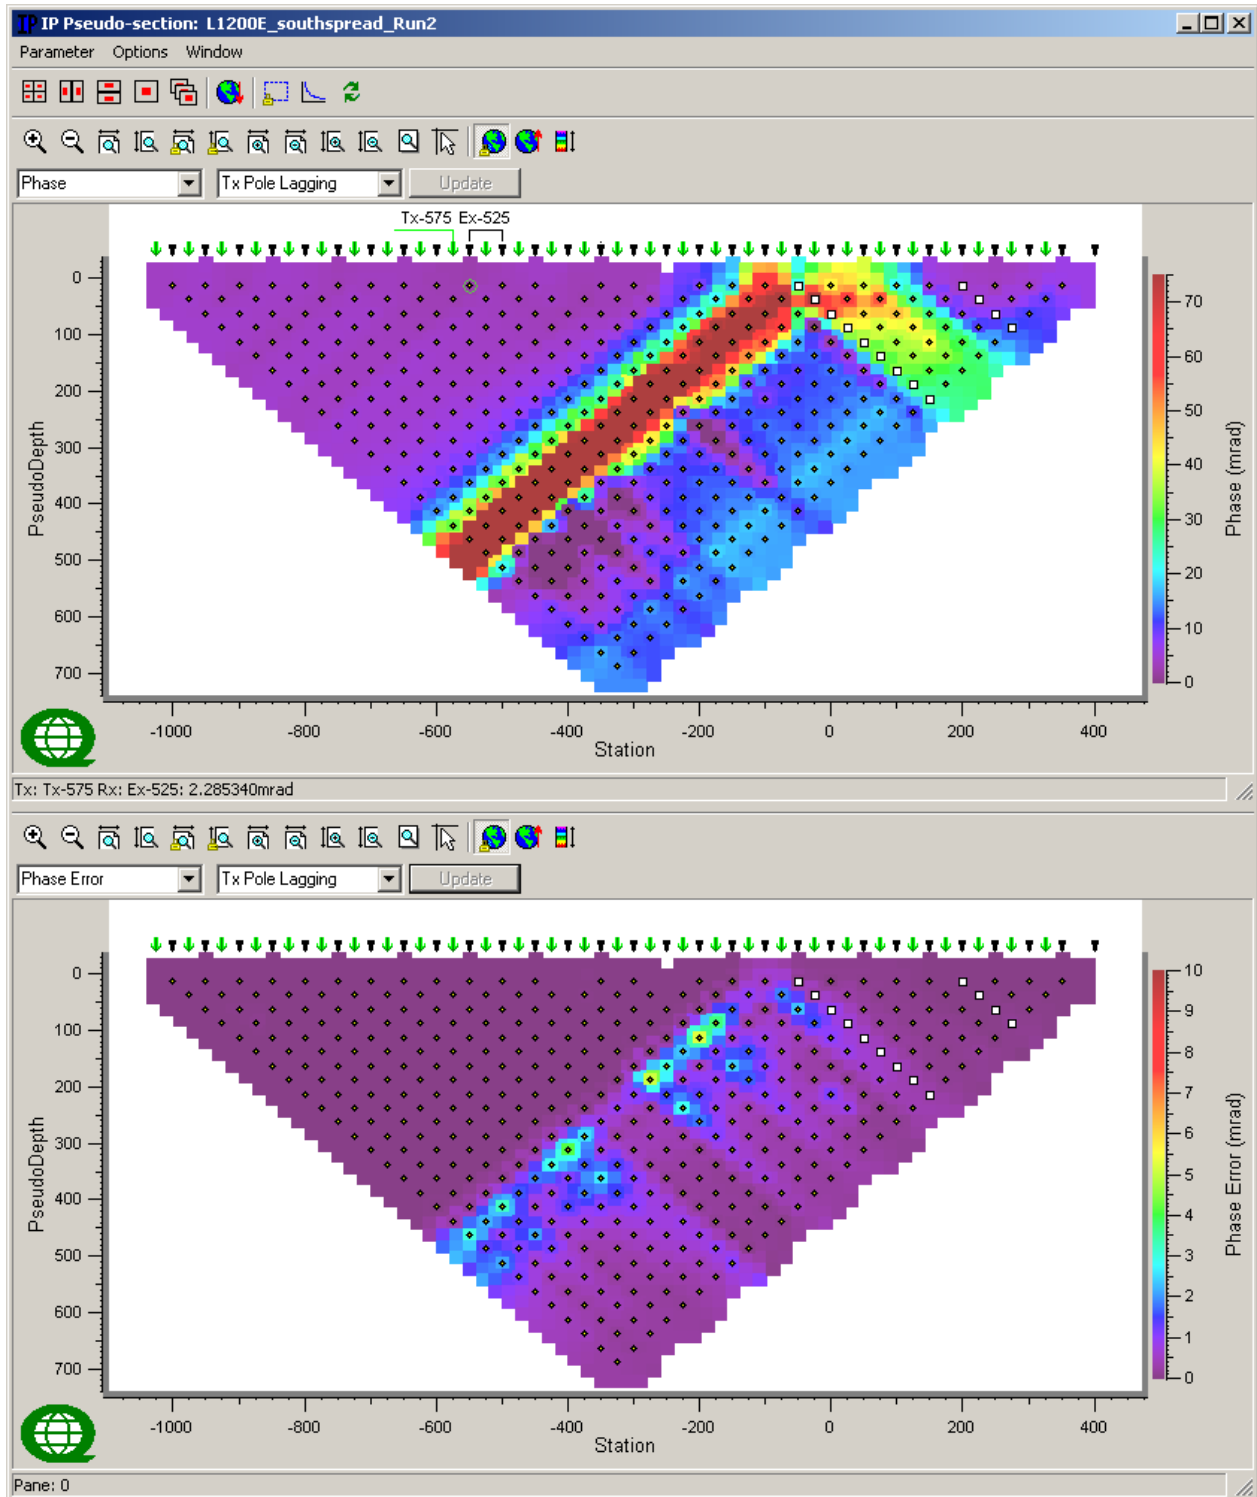 IP IP Pseudo-section: L1200E_southspread_Run2
Parameter Options Window
Phase Tx Pole Lagging Update
Tx-575 Ex-525
0
100
200
300
400
500
600
700
PseudoDepth
-1000 -800 -600 -400 -200 0 200 400
Station
70
60
50
40
30
20
10
0
Phase (mrad)
Tx: Tx-575 Rx: Ex-525: 2.285340mrad
Phase Error Tx Pole Lagging Update
0
100
200
300
400
500
600
700
PseudoDepth
-1000 -800 -600 -400 -200 0 200 400
Station
10
9
8
7
6
5
4
3
2
1
0
Phase Error (mrad)
Pane: 0